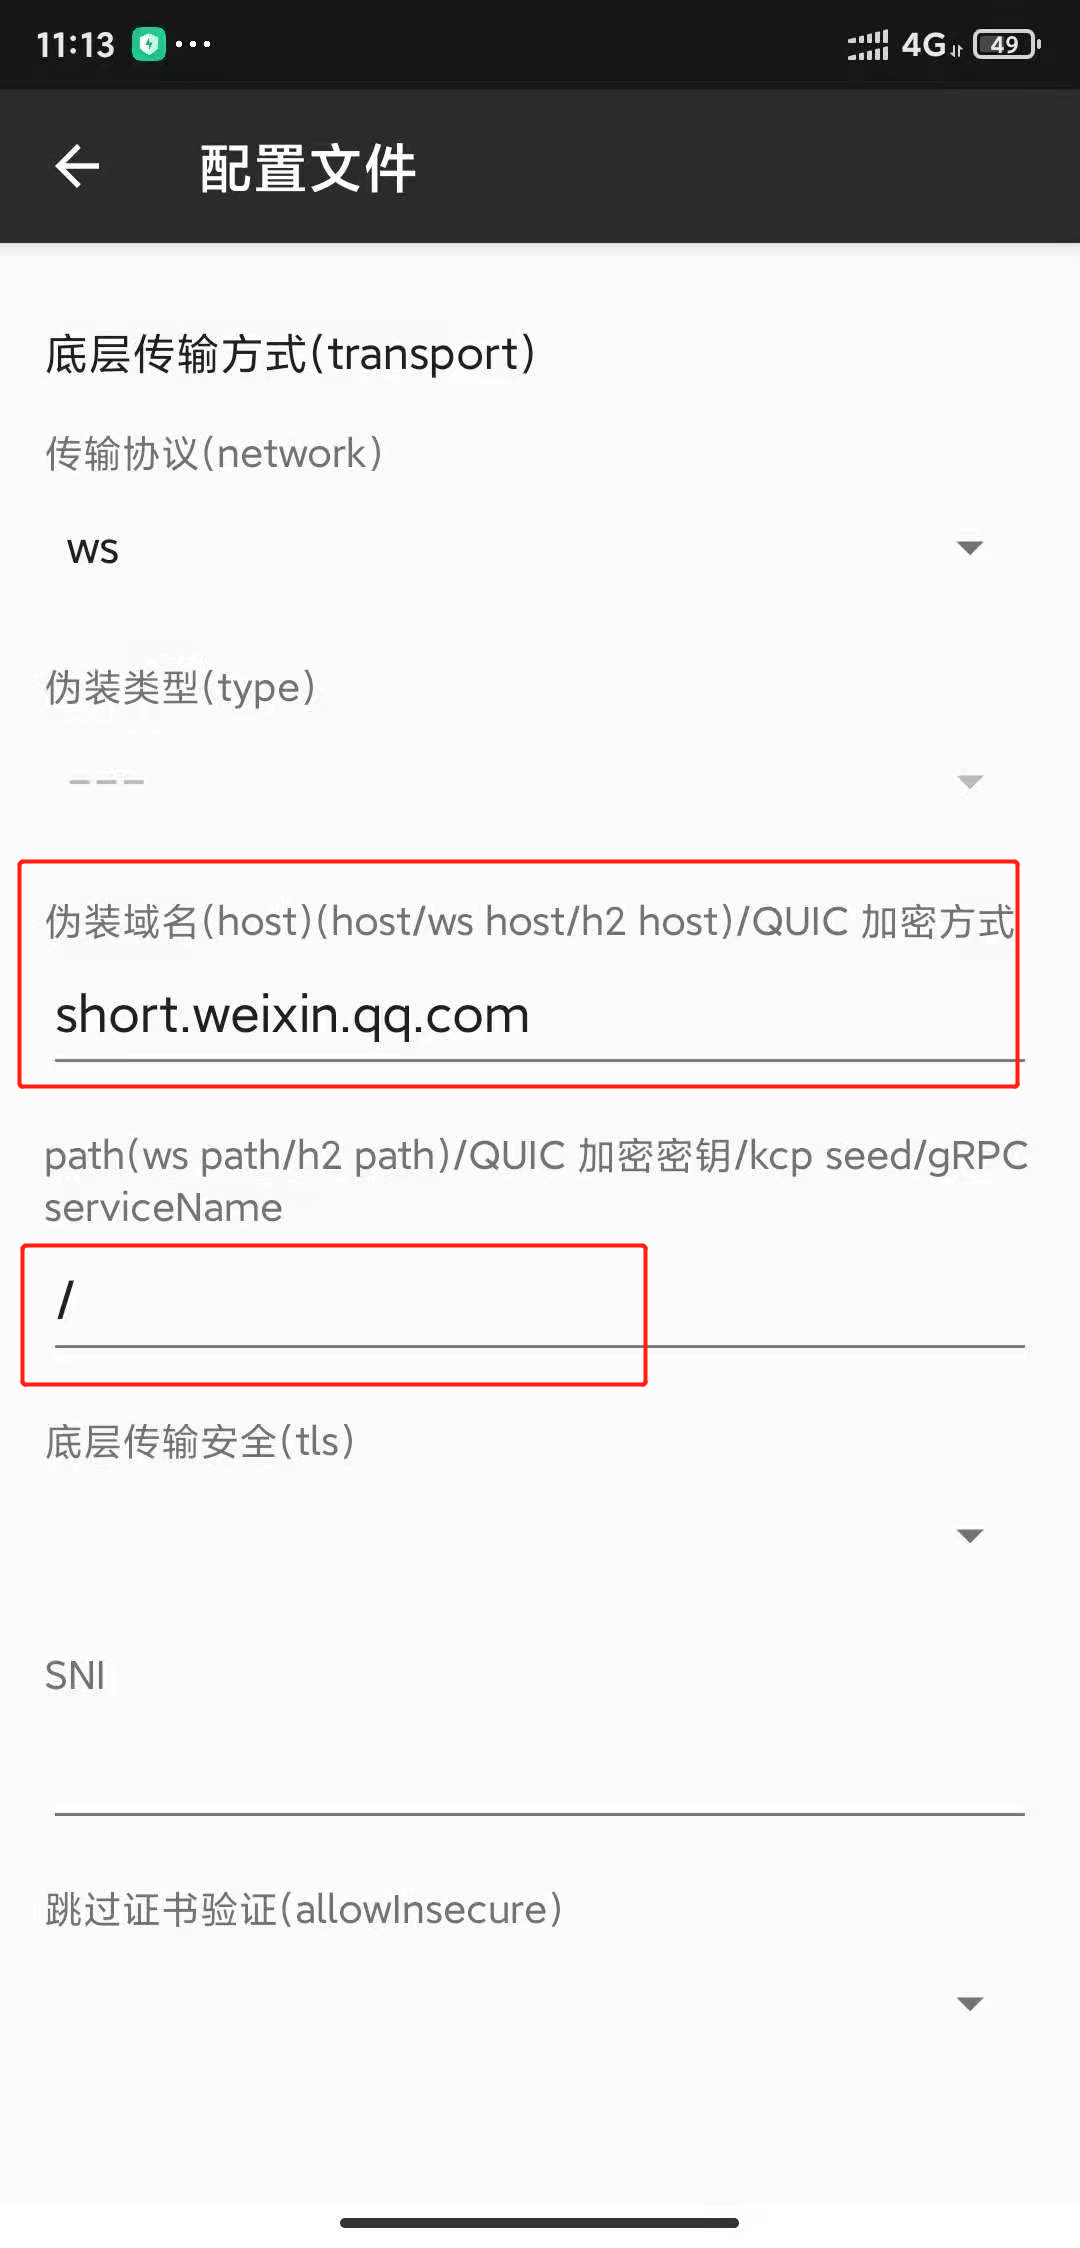 11:13 4G 49
配置文件
底层传输方式(transport)
传输协议(network)
ws
伪装类型(type)
---
伪装域名(host)(host/ws host/h2 host)/QUIC 加密方式
short.weixin.qq.com
path(ws path/h2 path)/QUIC 加密密钥/kcp seed/gRPC
serviceName
/
底层传输安全(tls)
SNI
跳过证书验证(allowInsecure)